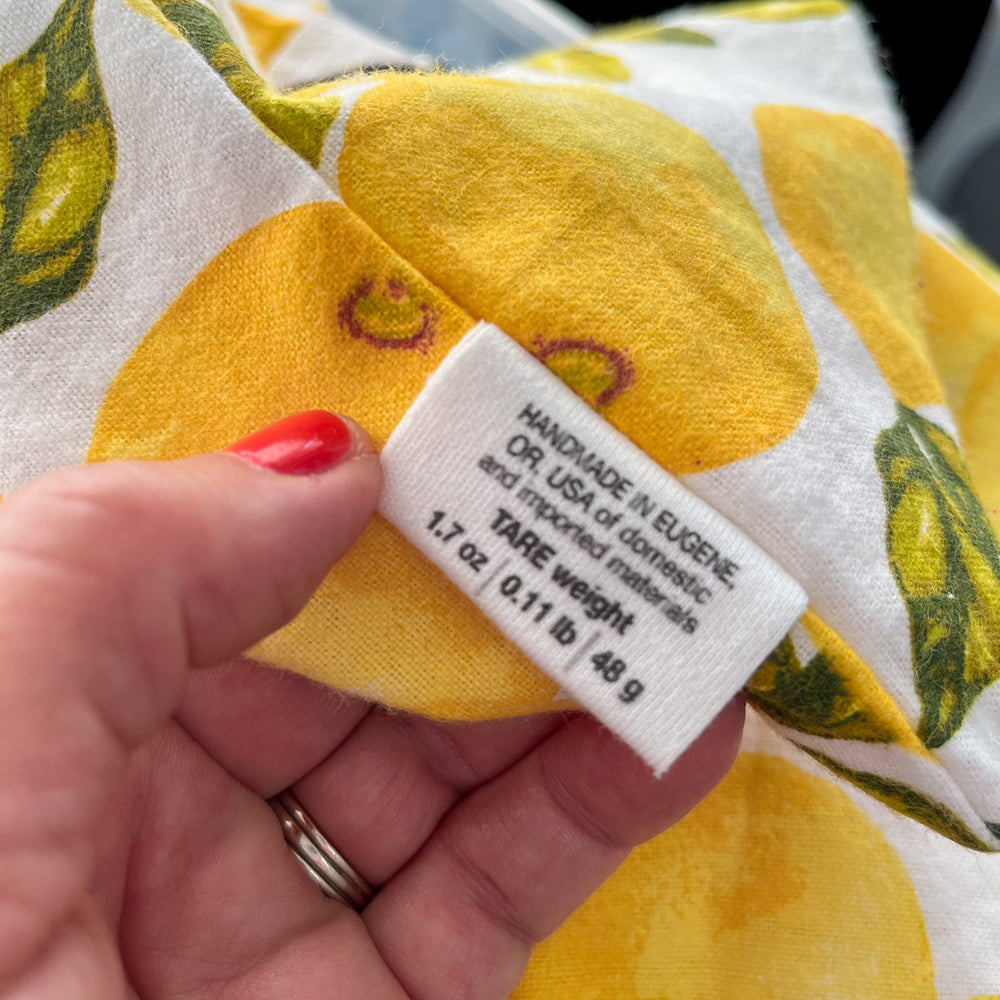 HANDMADE IN EUGENE,
OR, USA of domestic
and imported materials
TARE weight
1.7 oz | 0.11 lb | 48 g